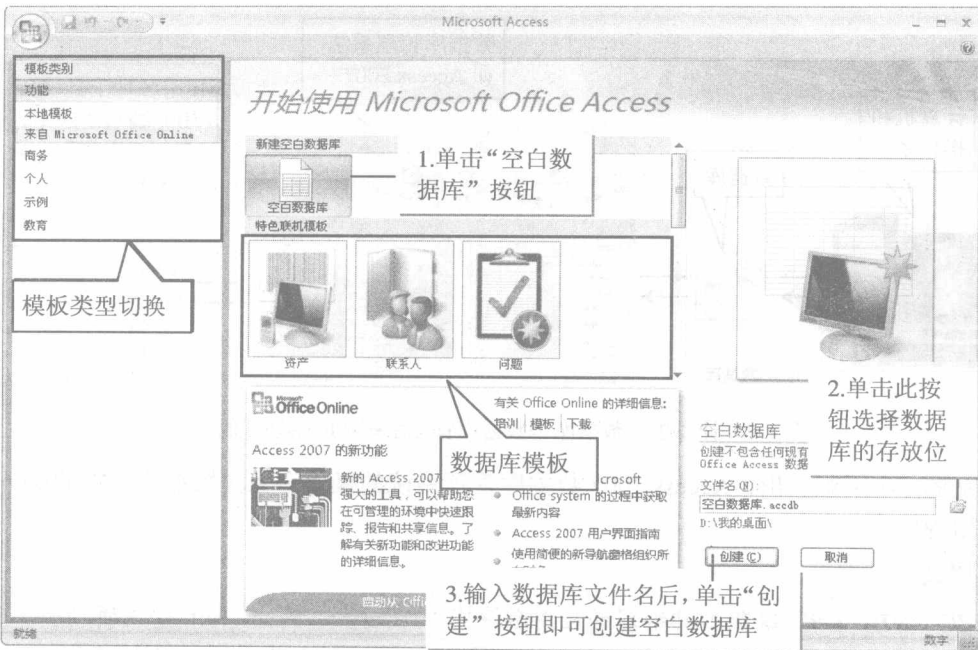 Microsoft Access
模板类别
功能
本地模板
来自 Microsoft Office Online
商务
个人
示例
教育
模板类型切换
开始使用 Microsoft Office Access
新建空白数据库
空白数据库
1.单击“空白数
据库”按钮
特色联机模板
资产
联系人
问题
数据库模板
Microsoft
Office Online
有关 Office Online 的详细信息:
培训 | 模板 | 下载
Access 2007 的新功能
新的 Access 2007
强大的工具，可以帮助您
在可管理的环境中快速跟
踪、报告和共享信息。了
解有关新功能和改进功能
的详细信息。
crosoft
Office system 的过程中获取
最新内容
Access 2007 用户界面指南
使用简便的新导航窗格组织所
自动从 Offi
2.单击此按
钮选择数据
库的存放位
空白数据库
创建不包含任何现有
Office Access 数据
文件名(N):
空白数据库.accdb
D:\我的桌面\
创建(C)
取消
3.输入数据库文件名后，单击“创
建”按钮即可创建空白数据库
就绪
数字